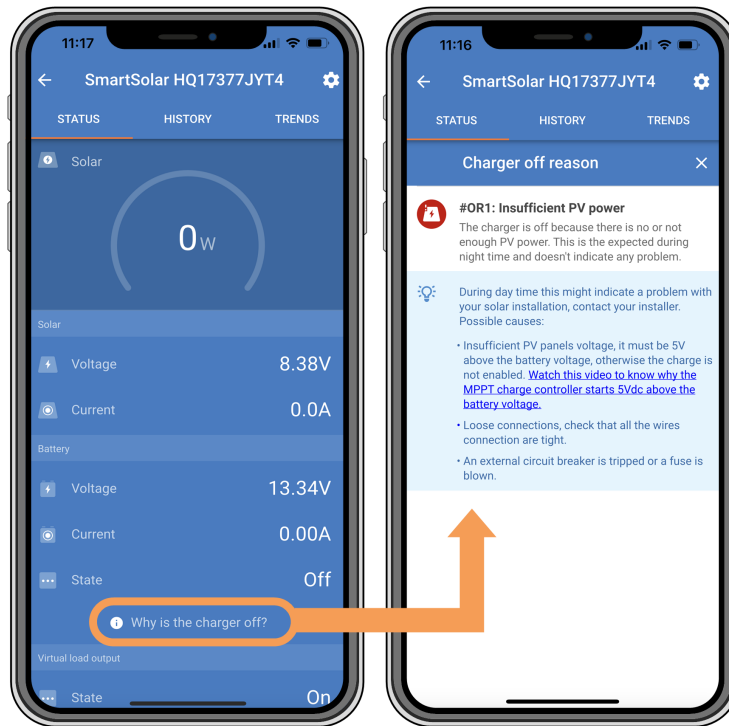 11:17
SmartSolar HQ17377JYT4
STATUS HISTORY TRENDS
Solar
0W
Solar
Voltage 8.38V
Current 0.0A
Battery
Voltage 13.34V
Current 0.00A
State Off
Why is the charger off?
Virtual load output
State On
11:16
SmartSolar HQ17377JYT4
STATUS HISTORY TRENDS
Charger off reason
#OR1: Insufficient PV power
The charger is off because there is no or not
enough PV power. This is the expected during
night time and doesn't indicate any problem.
During day time this might indicate a problem with
your solar installation, contact your installer.
Possible causes:
• Insufficient PV panels voltage, it must be 5V
above the battery voltage, otherwise the charge is
not enabled. Watch this video to know why the
MPPT charge controller starts 5Vdc above the
battery voltage.
• Loose connections, check that all the wires
connection are tight.
• An external circuit breaker is tripped or a fuse is
blown.